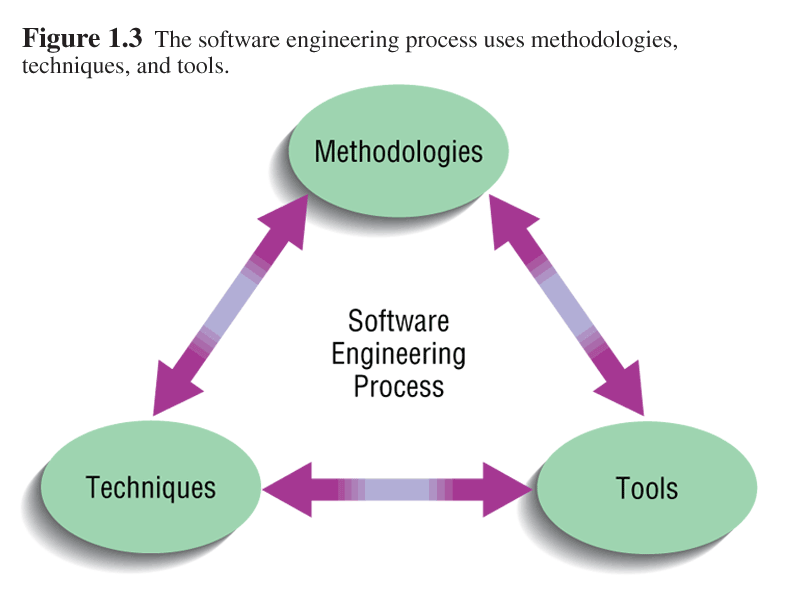 Figure 1.3 The software engineering process uses methodologies,
techniques, and tools.
Methodologies
Software
Engineering
Process
Techniques
Tools